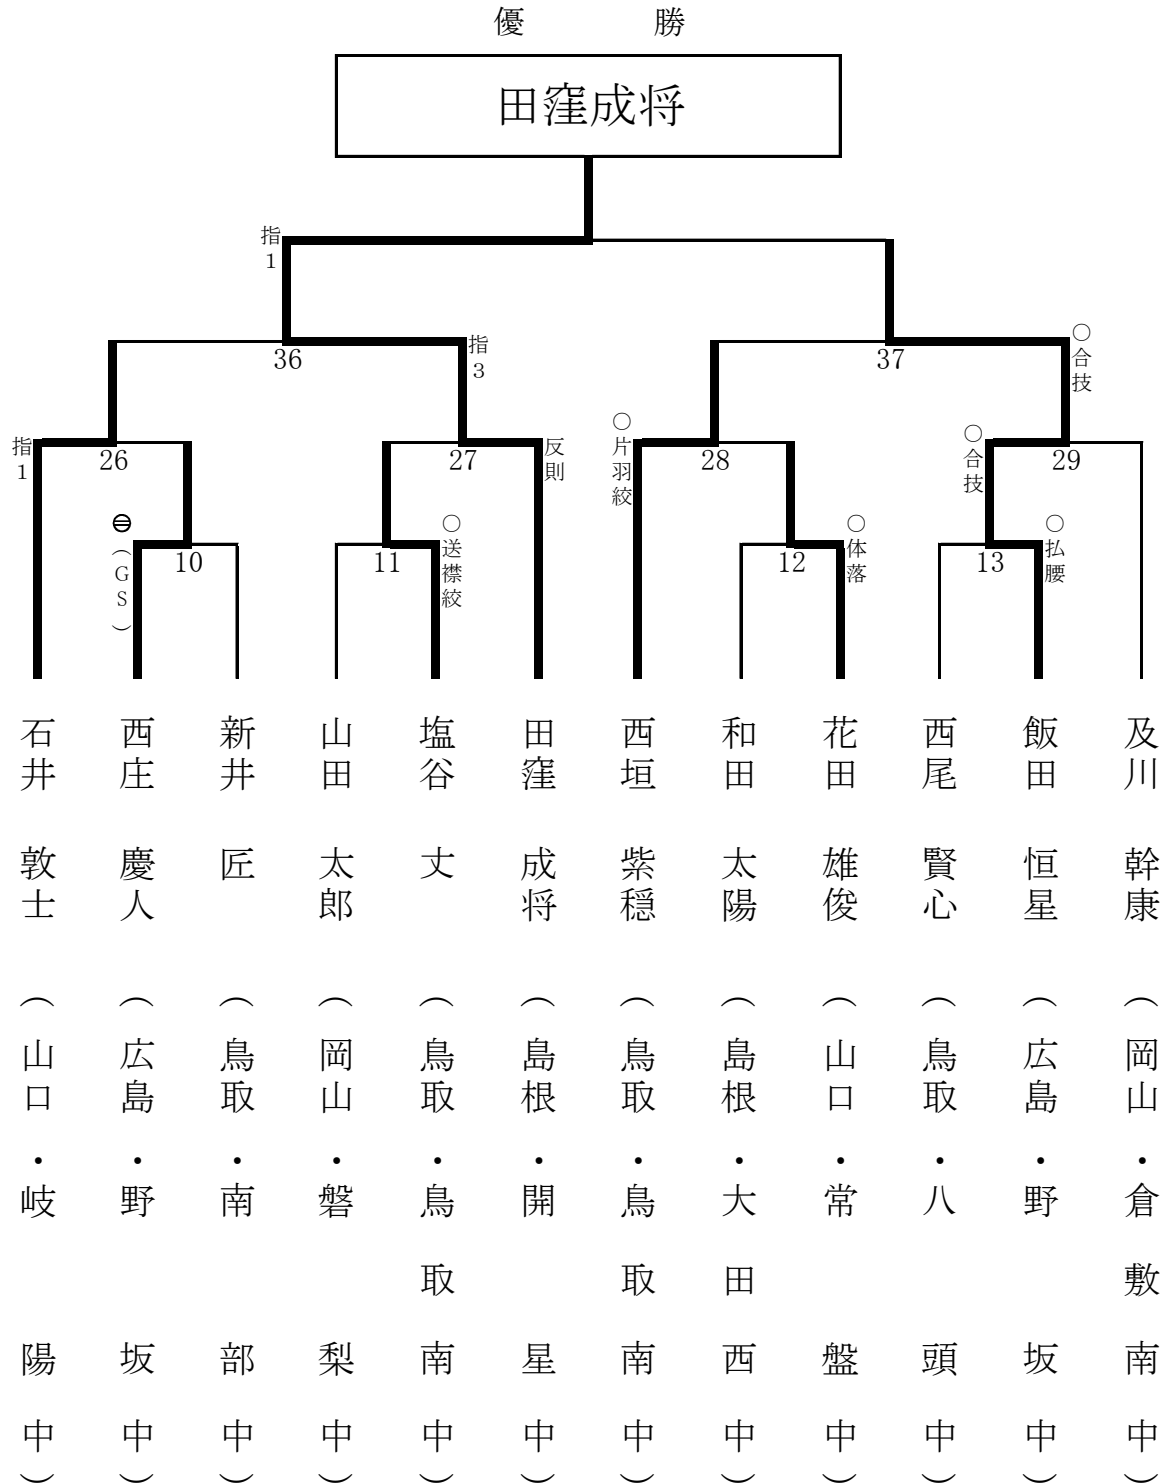 優　勝
田窪成将
指1
36
指3
37
○合技
指1
26
27
反則
○片羽絞
28
○合技
29
⊖（GS）
10
11
○送襟絞
12
○体落
13
○払腰
石井　敦士（山口・岐陽中）
西庄　慶人（広島・野坂中）
新井　匠（鳥取・南部中）
山田　太郎（岡山・磐梨中）
塩谷　丈（鳥取・鳥取南中）
田窪　成将（島根・開星中）
西垣　紫穏（鳥取・鳥取南中）
和田　太陽（島根・大田西中）
花田　雄俊（山口・常盤中）
西尾　賢心（鳥取・八頭中）
飯田　恒星（広島・野坂中）
及川　幹康（岡山・倉敷南中）